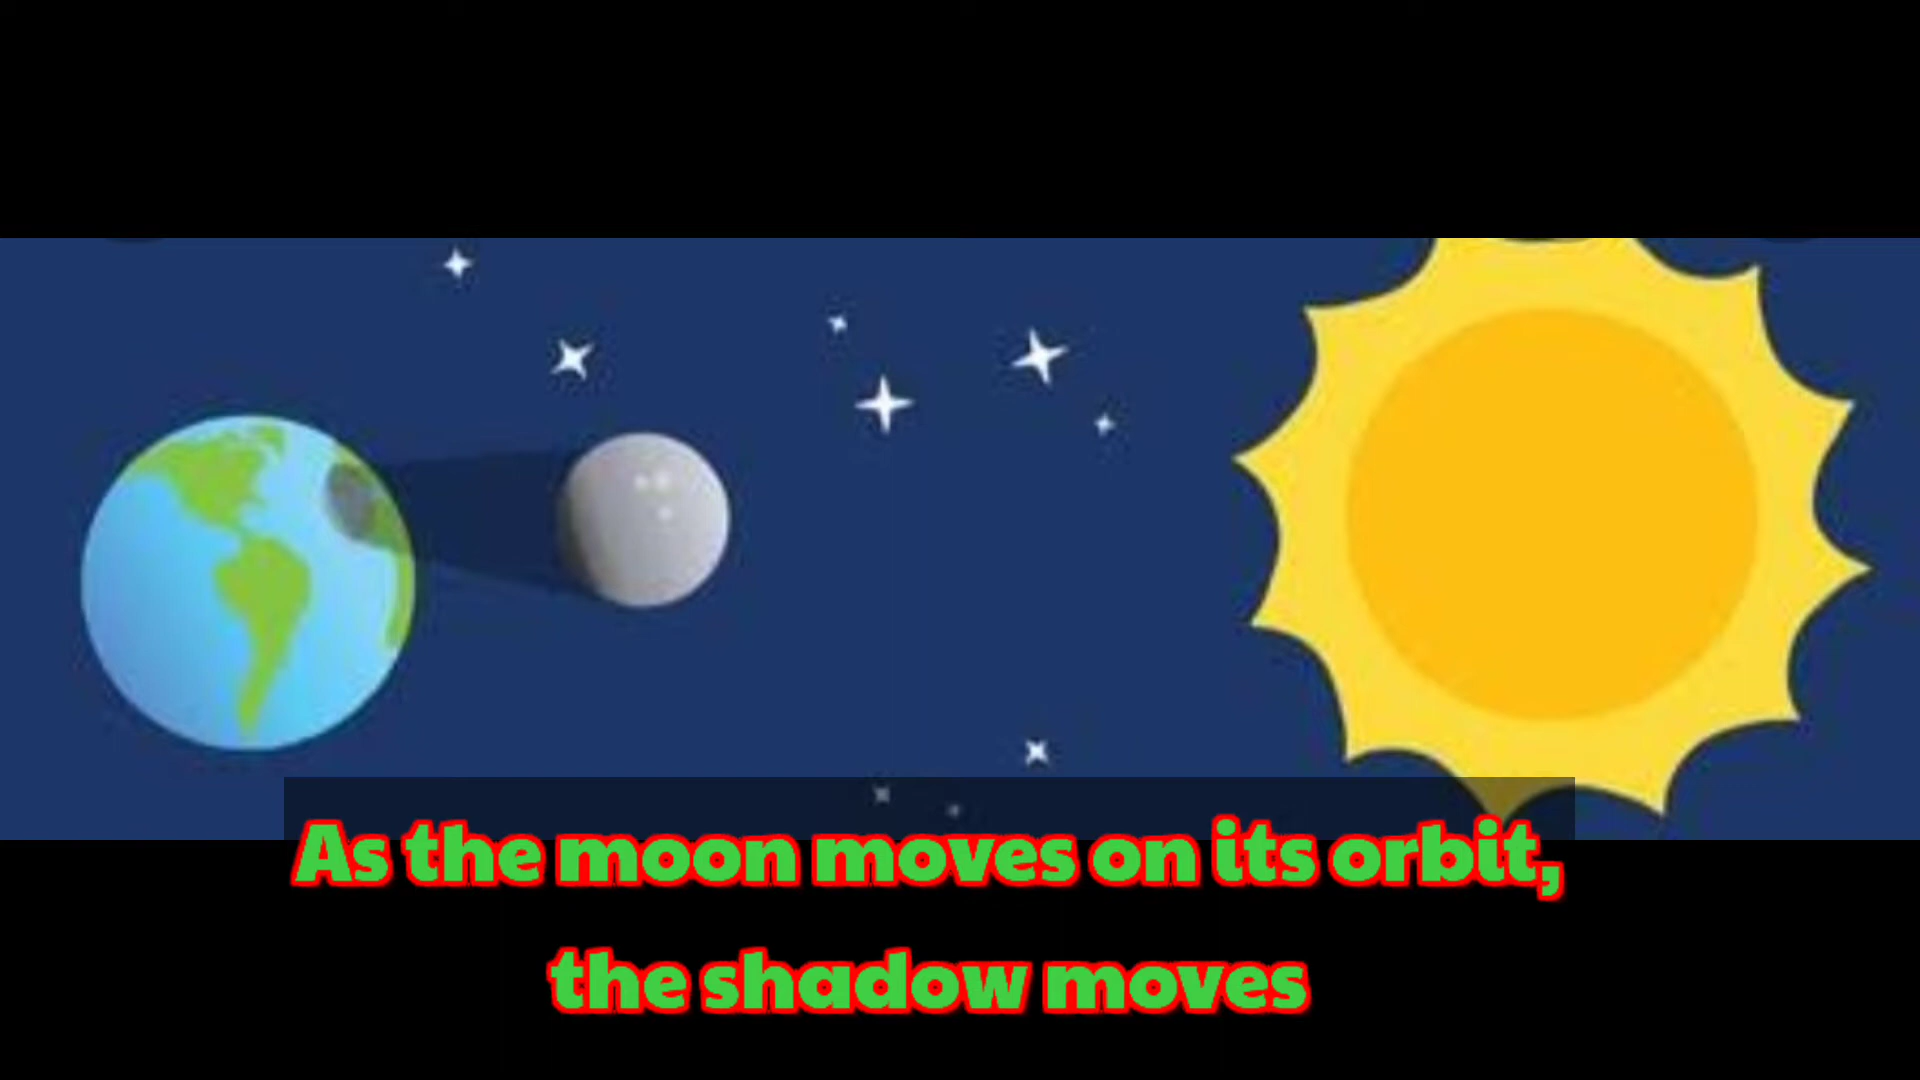 As the moon moves on its orbit,
the shadow moves